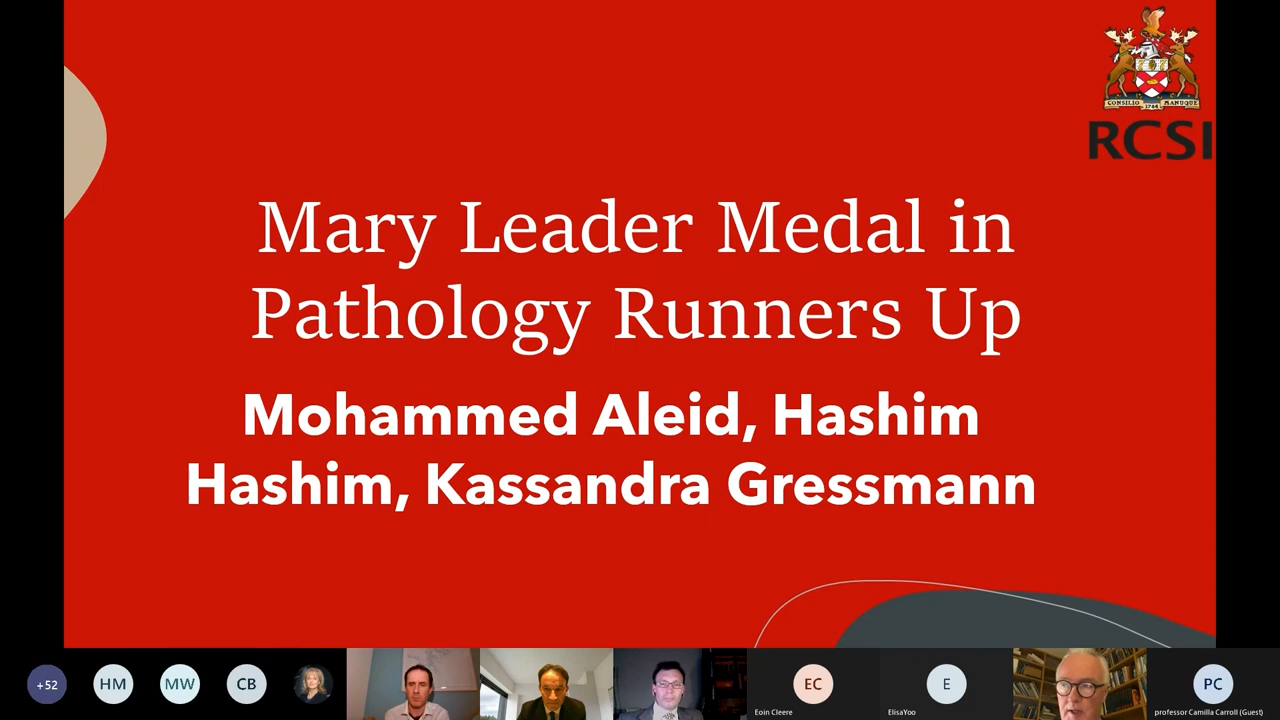 CONSILIO MANUQUE
1784
RCSI
Mary Leader Medal in
Pathology Runners Up
Mohammed Aleid, Hashim
Hashim, Kassandra Gressmann
+52
HM
MW
CB
EC
Eoin Cleere
E
ElisaYoo
PC
professor Camilla Carroll (Guest)